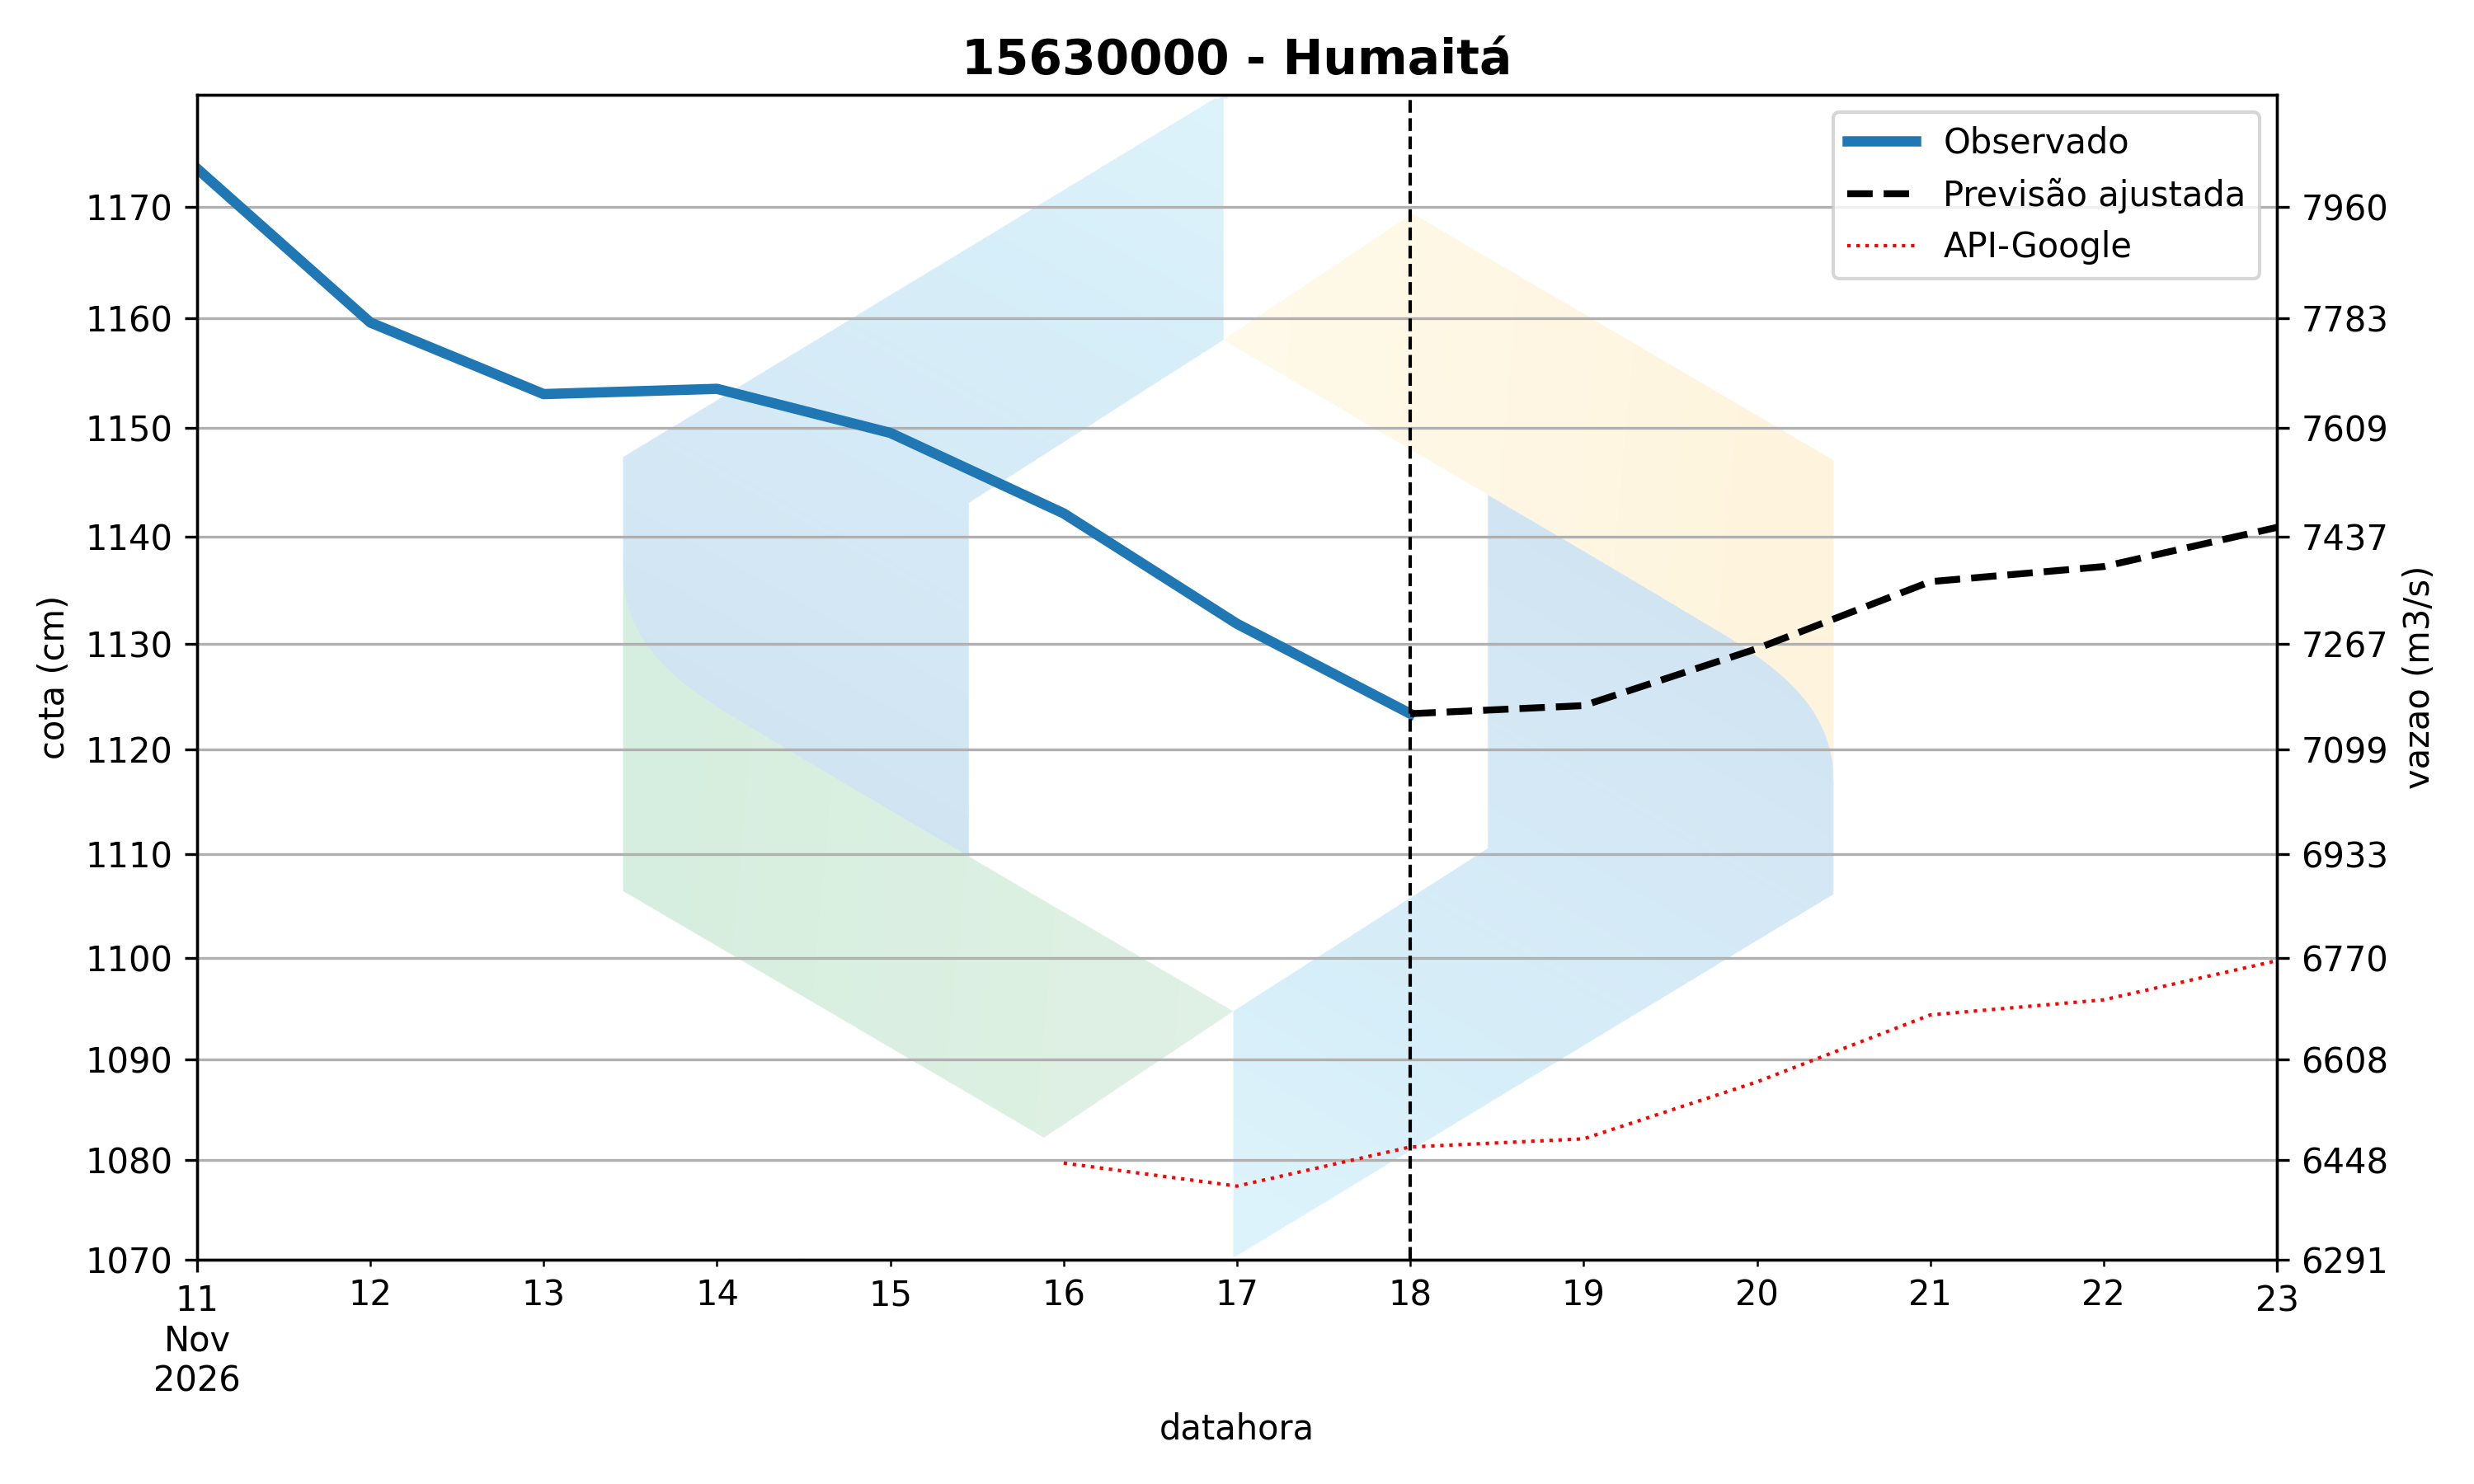 15630000 - Humaitá
Observado
Previsão ajustada
API-Google
1170
1160
1150
1140
1130
1120
1110
1100
1090
1080
1070
cota (cm)
7960
7783
7609
7437
7267
7099
6933
6770
6608
6448
6291
vazao (m3/s)
11 12 13 14 15 16 17 18 19 20 21 22 23
Nov
2026
datahora